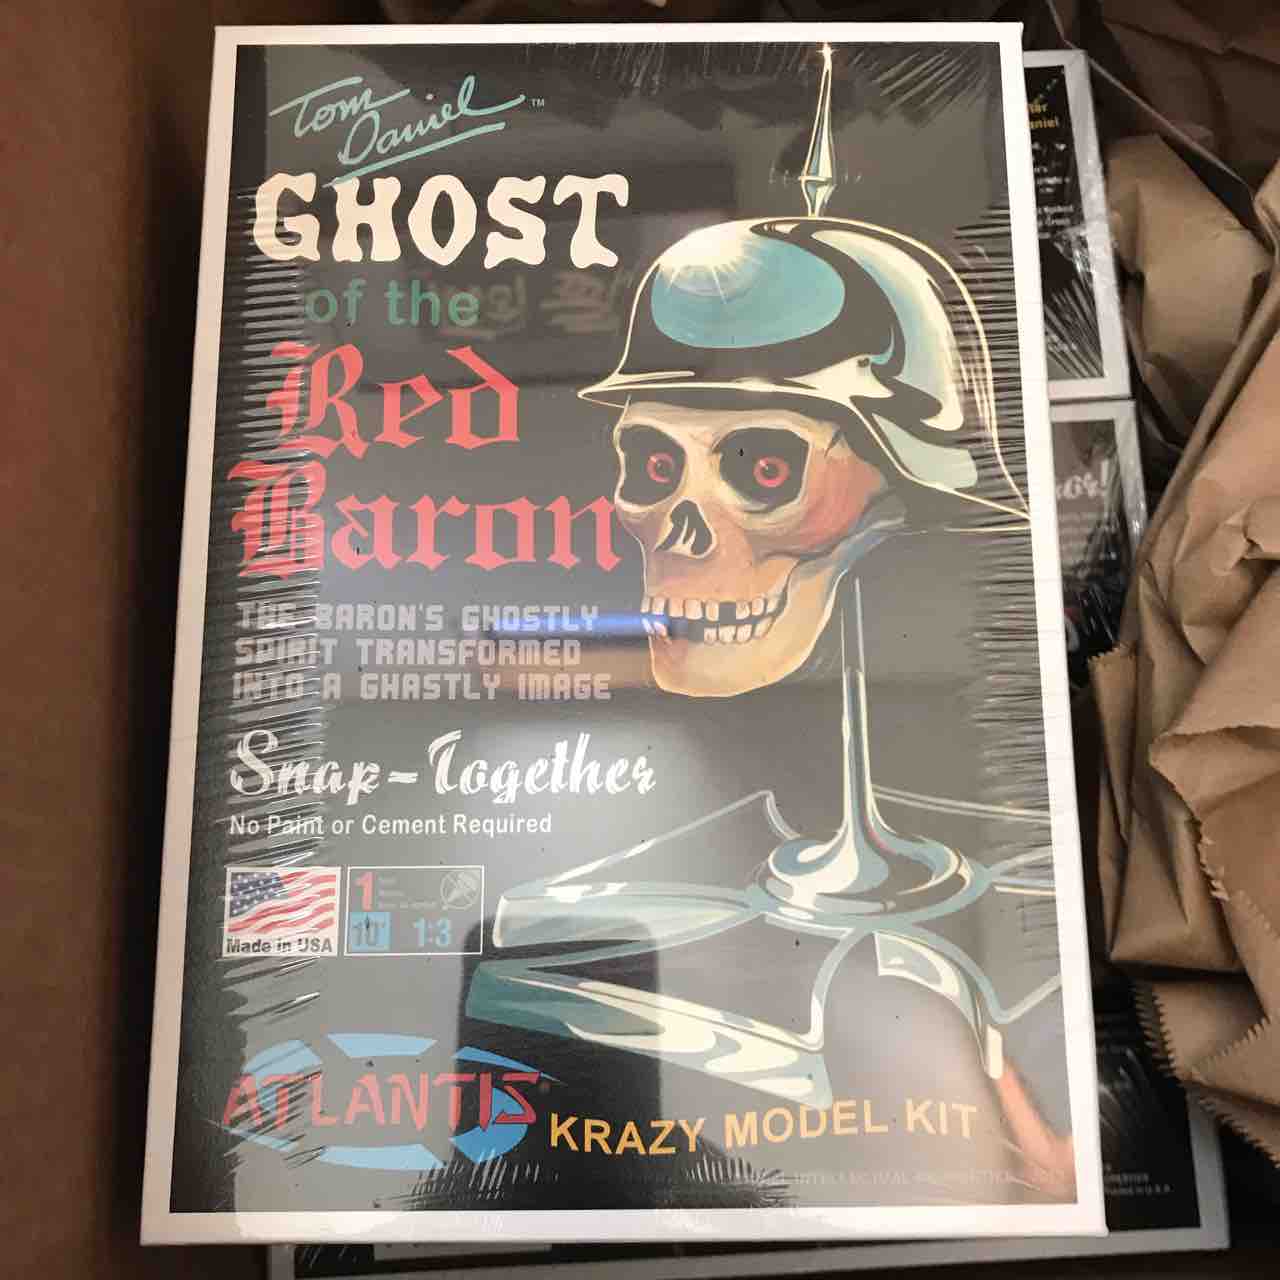 Tom
Daniel™
GHOST
of the
Red
Baron
THE BARON'S GHOSTLY
SPIRIT TRANSFORMED
INTO A GHASTLY IMAGE
Snap-Together
No Paint or Cement Required
Made in USA
1
10+
1:3
ATLANTIS
KRAZY MODEL KIT